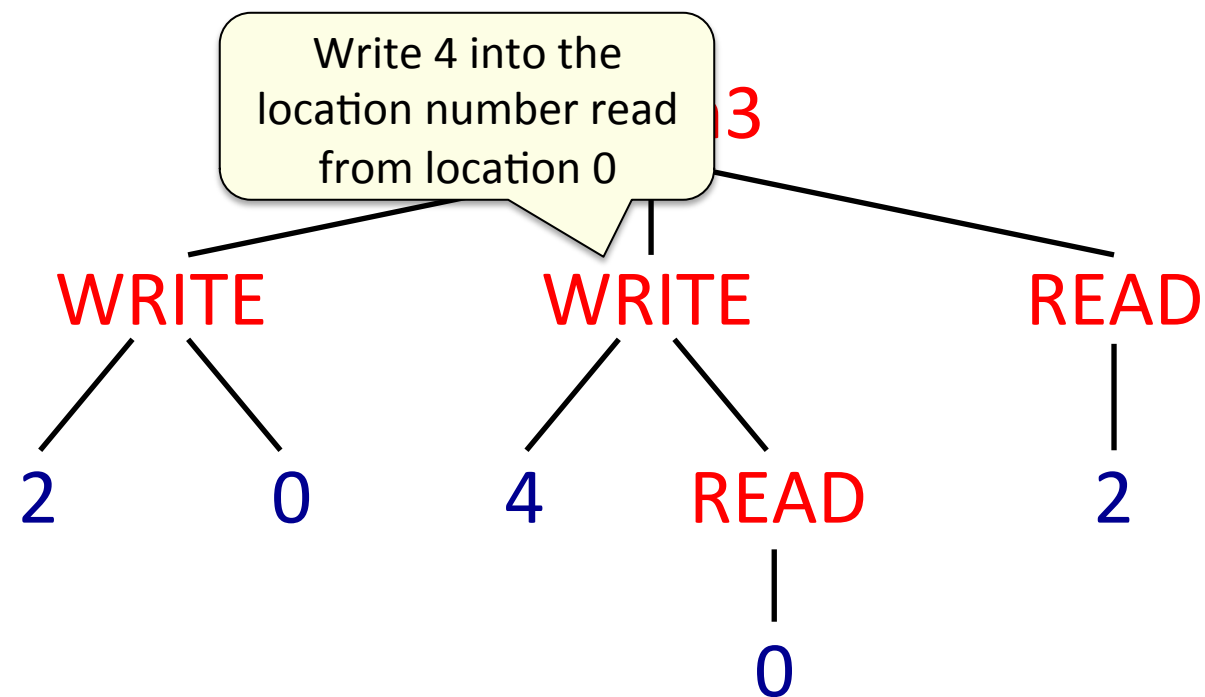 Write 4 into the
location number read
from location 0
3
WRITE WRITE READ
2 0 4 READ 2
0